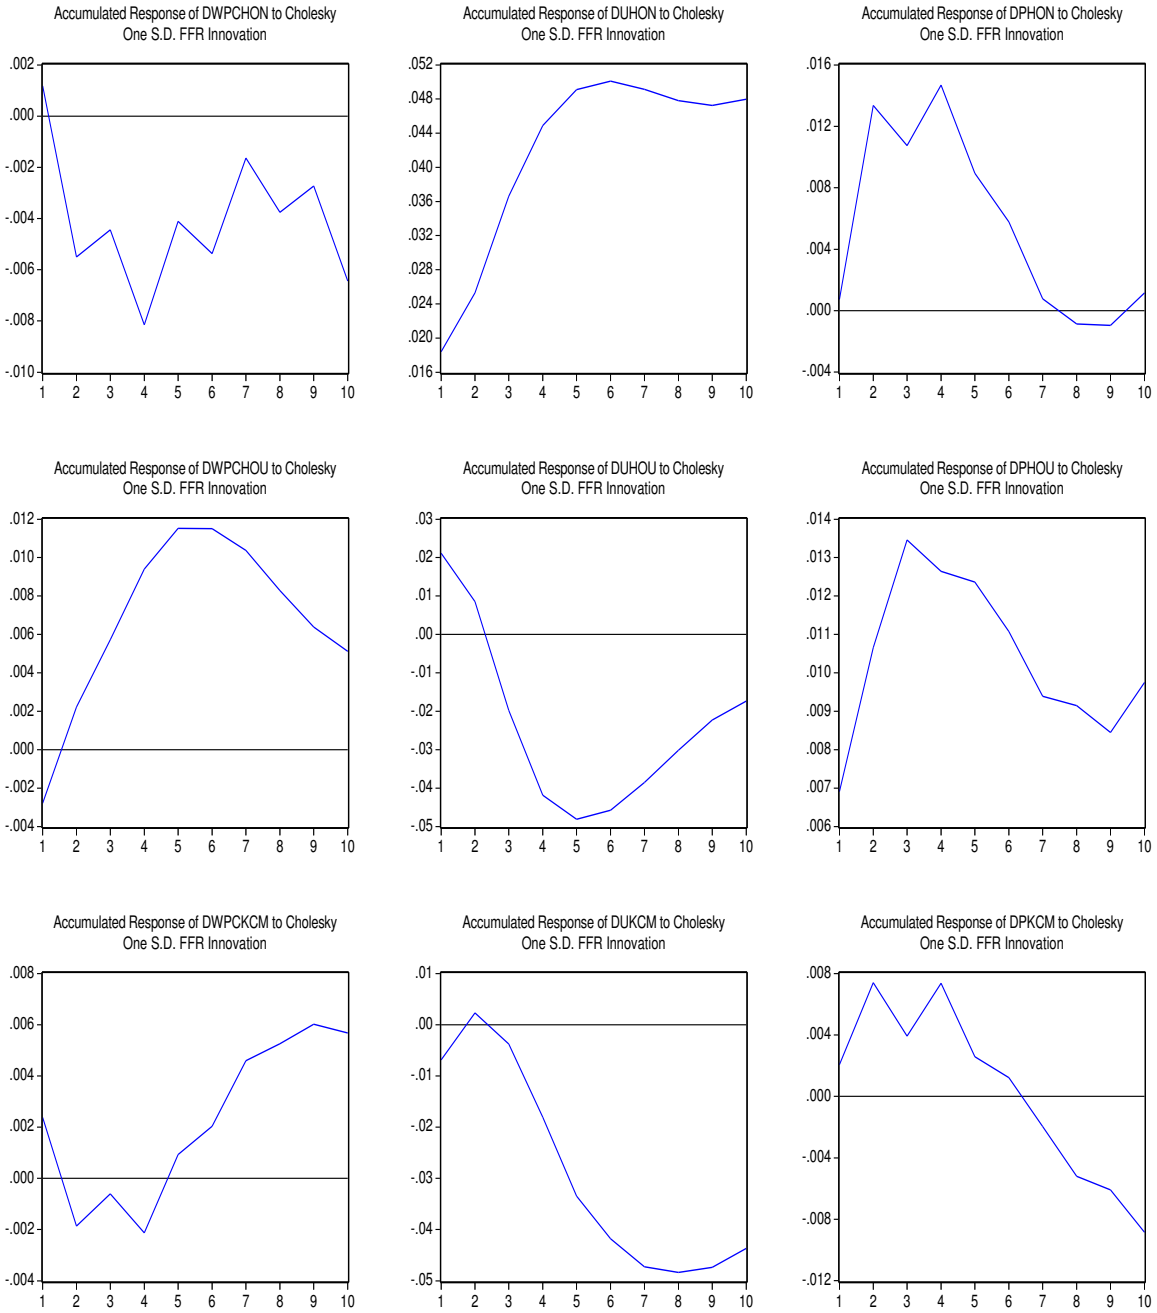 Accumulated Response of DWPCHON to Cholesky
One S.D. FFR Innovation
.002
.000
-.002
-.004
-.006
-.008
-.010
1 2 3 4 5 6 7 8 9 10
Accumulated Response of DUHON to Cholesky
One S.D. FFR Innovation
.052
.048
.044
.040
.036
.032
.028
.024
.020
.016
1 2 3 4 5 6 7 8 9 10
Accumulated Response of DPHON to Cholesky
One S.D. FFR Innovation
.016
.012
.008
.004
.000
-.004
1 2 3 4 5 6 7 8 9 10
Accumulated Response of DWPCHOU to Cholesky
One S.D. FFR Innovation
.012
.010
.008
.006
.004
.002
.000
-.002
-.004
1 2 3 4 5 6 7 8 9 10
Accumulated Response of DUHOU to Cholesky
One S.D. FFR Innovation
.03
.02
.01
.00
-.01
-.02
-.03
-.04
-.05
1 2 3 4 5 6 7 8 9 10
Accumulated Response of DPHOU to Cholesky
One S.D. FFR Innovation
.014
.013
.012
.011
.010
.009
.008
.007
.006
1 2 3 4 5 6 7 8 9 10
Accumulated Response of DWPCKCM to Cholesky
One S.D. FFR Innovation
.008
.006
.004
.002
.000
-.002
-.004
1 2 3 4 5 6 7 8 9 10
Accumulated Response of DUKCM to Cholesky
One S.D. FFR Innovation
.01
.00
-.01
-.02
-.03
-.04
-.05
1 2 3 4 5 6 7 8 9 10
Accumulated Response of DPKCM to Cholesky
One S.D. FFR Innovation
.008
.004
.000
-.004
-.008
-.012
1 2 3 4 5 6 7 8 9 10